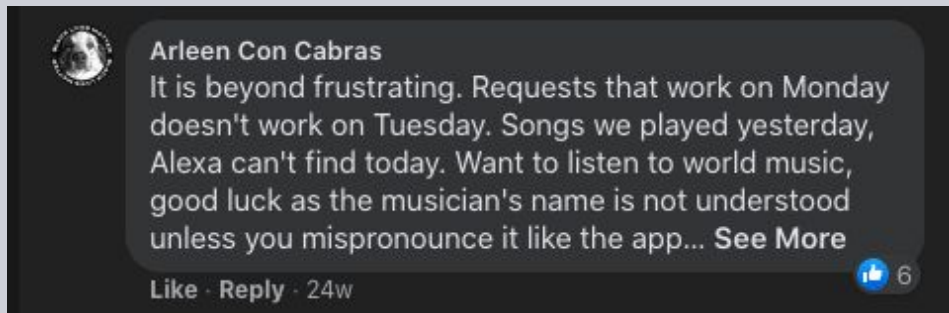 Arleen Con Cabras
It is beyond frustrating. Requests that work on Monday
doesn't work on Tuesday. Songs we played yesterday,
Alexa can't find today. Want to listen to world music,
good luck as the musician's name is not understood
unless you mispronounce it like the app... See More
Like · Reply · 24w
6